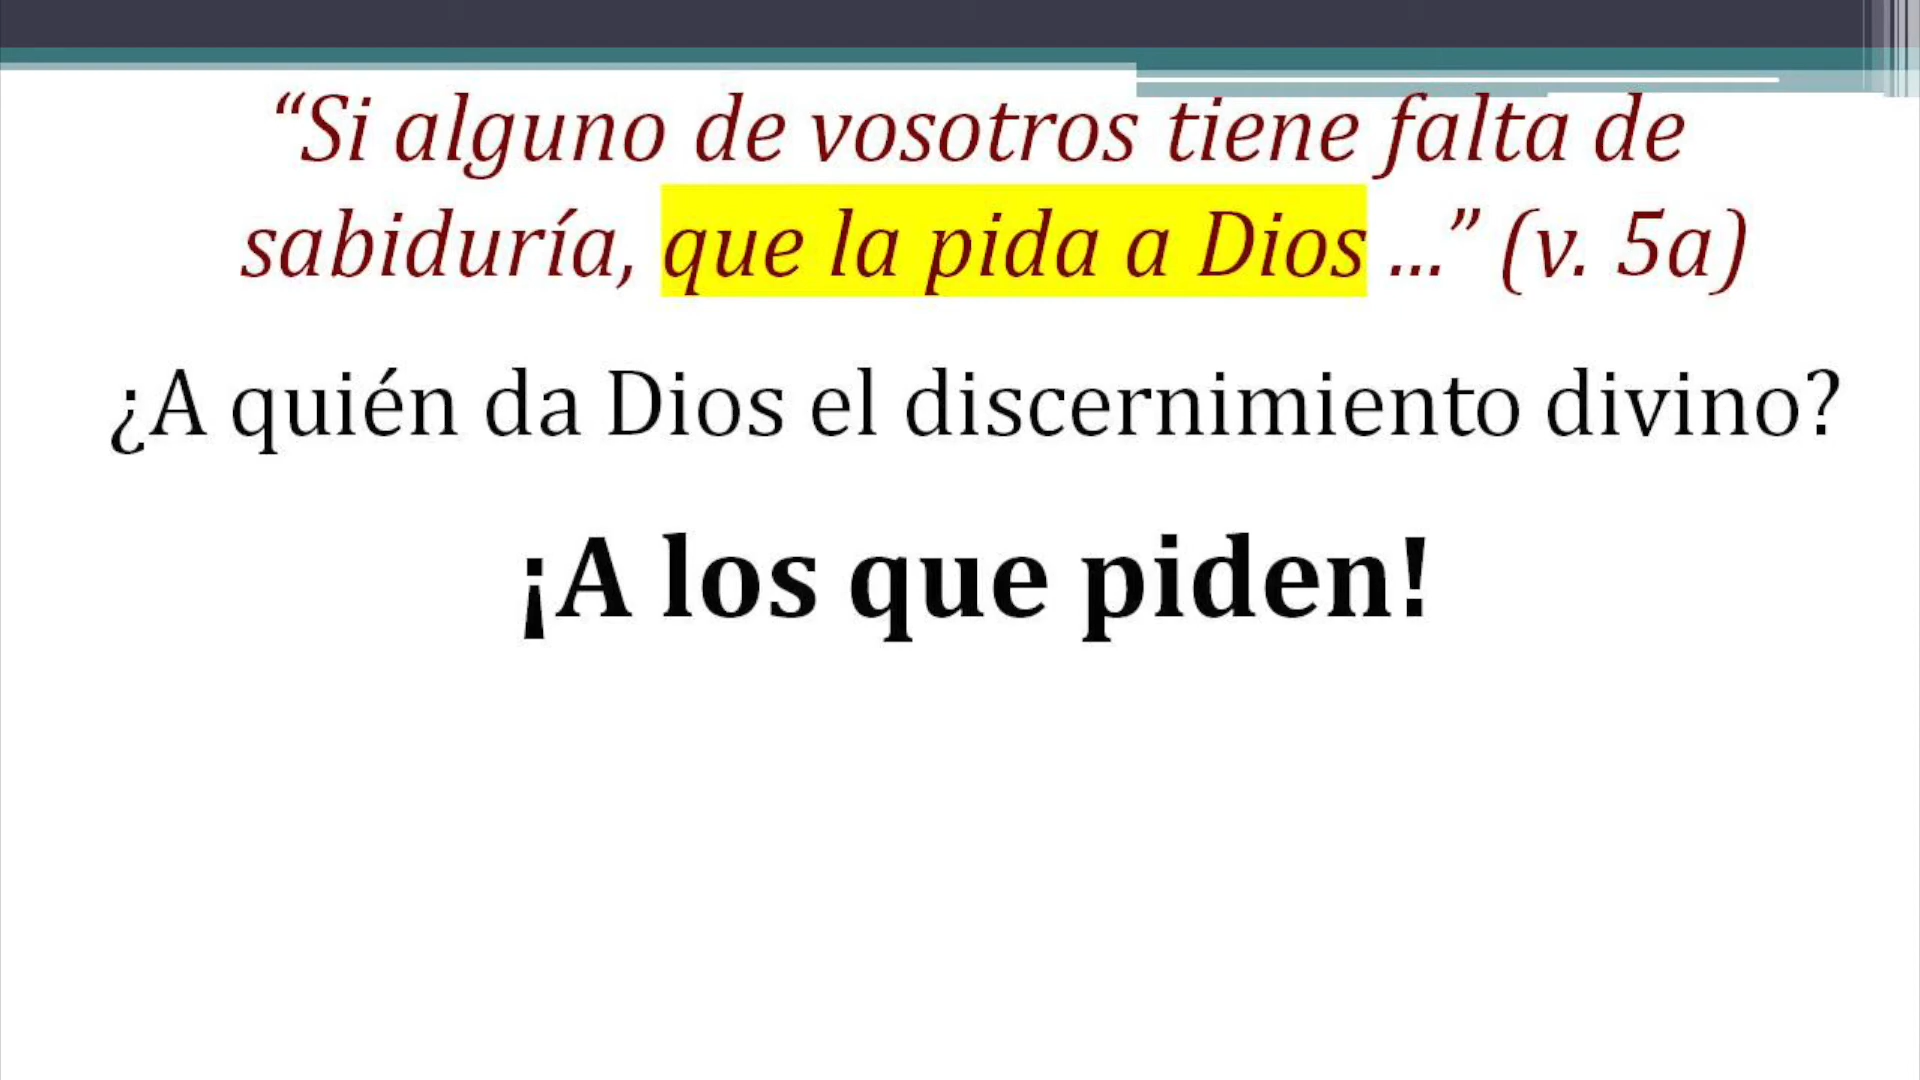 “Si alguno de vosotros tiene falta de
sabiduría, que la pida a Dios ...” (v. 5a)
¿A quién da Dios el discernimiento divino?
¡A los que piden!